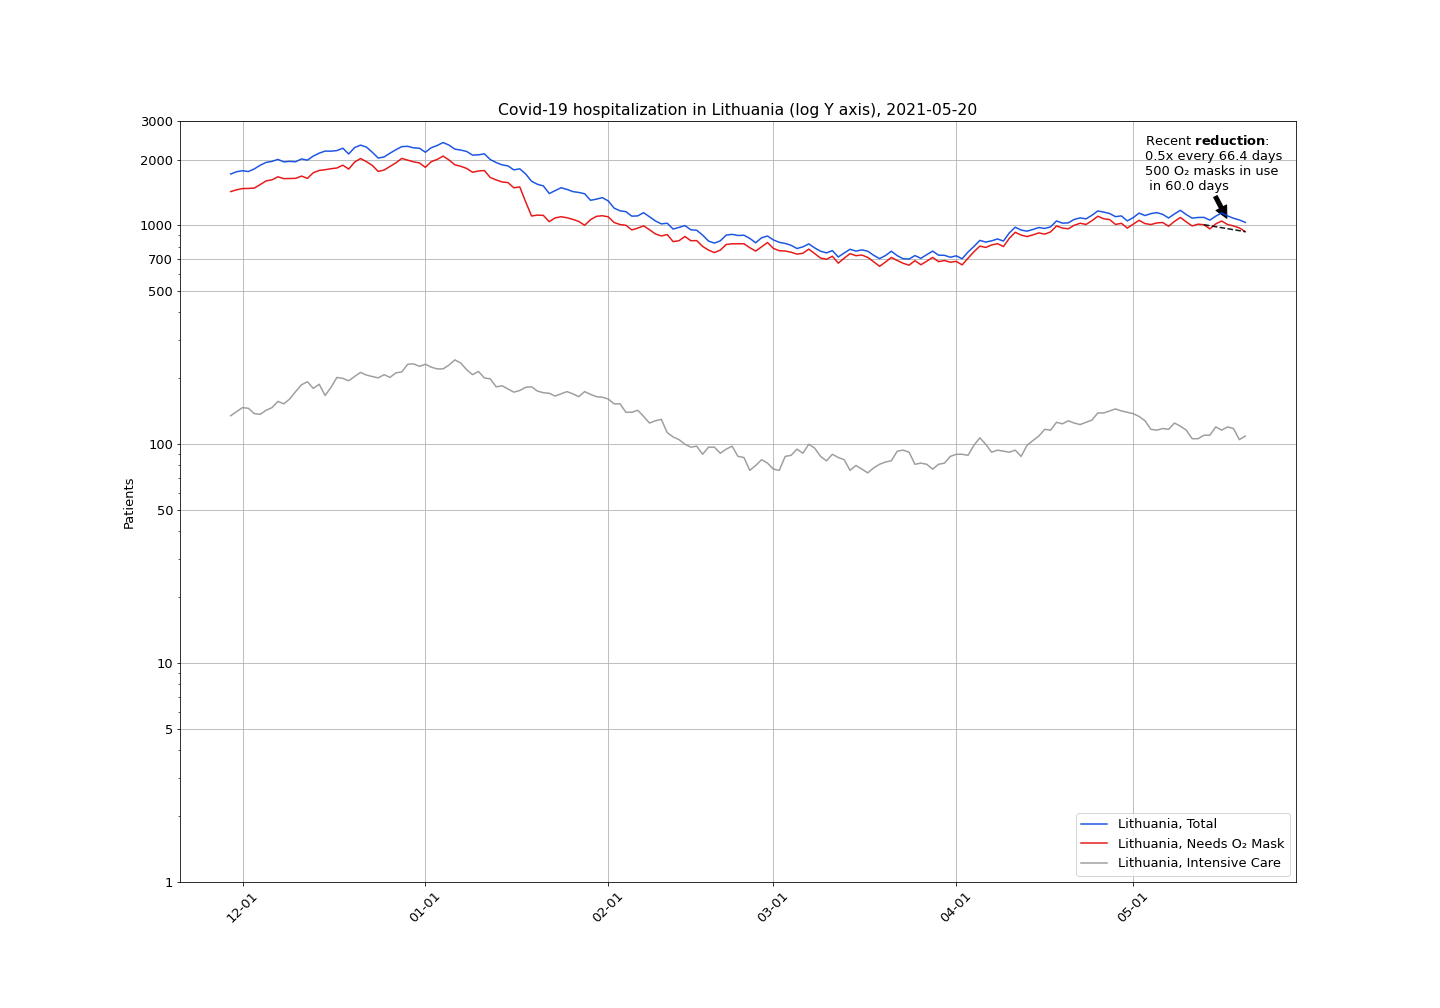 Covid-19 hospitalization in Lithuania (log Y axis), 2021-05-20
3000
2000
1000
700
500
100
50
10
5
1
Patients
Recent reduction:
0.5x every 66.4 days
500 O₂ masks in use
in 60.0 days
Lithuania, Total
Lithuania, Needs O₂ Mask
Lithuania, Intensive Care
12-01
01-01
02-01
03-01
04-01
05-01